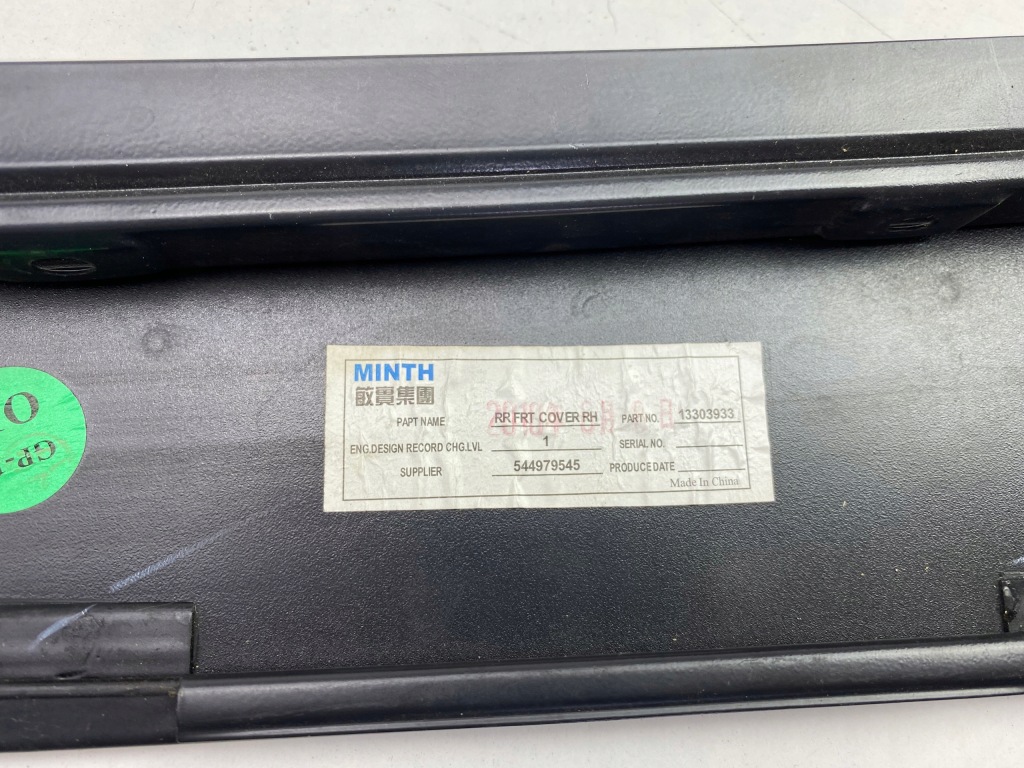 MINTH
敏實集團
PAPT NAME RR FRT COVER RH PART NO. 13303933
ENG.DESIGN RECORD CHG.LVL 1 SERIAL NO.
SUPPLIER 544979545 PRODUCE DATE
Made In China